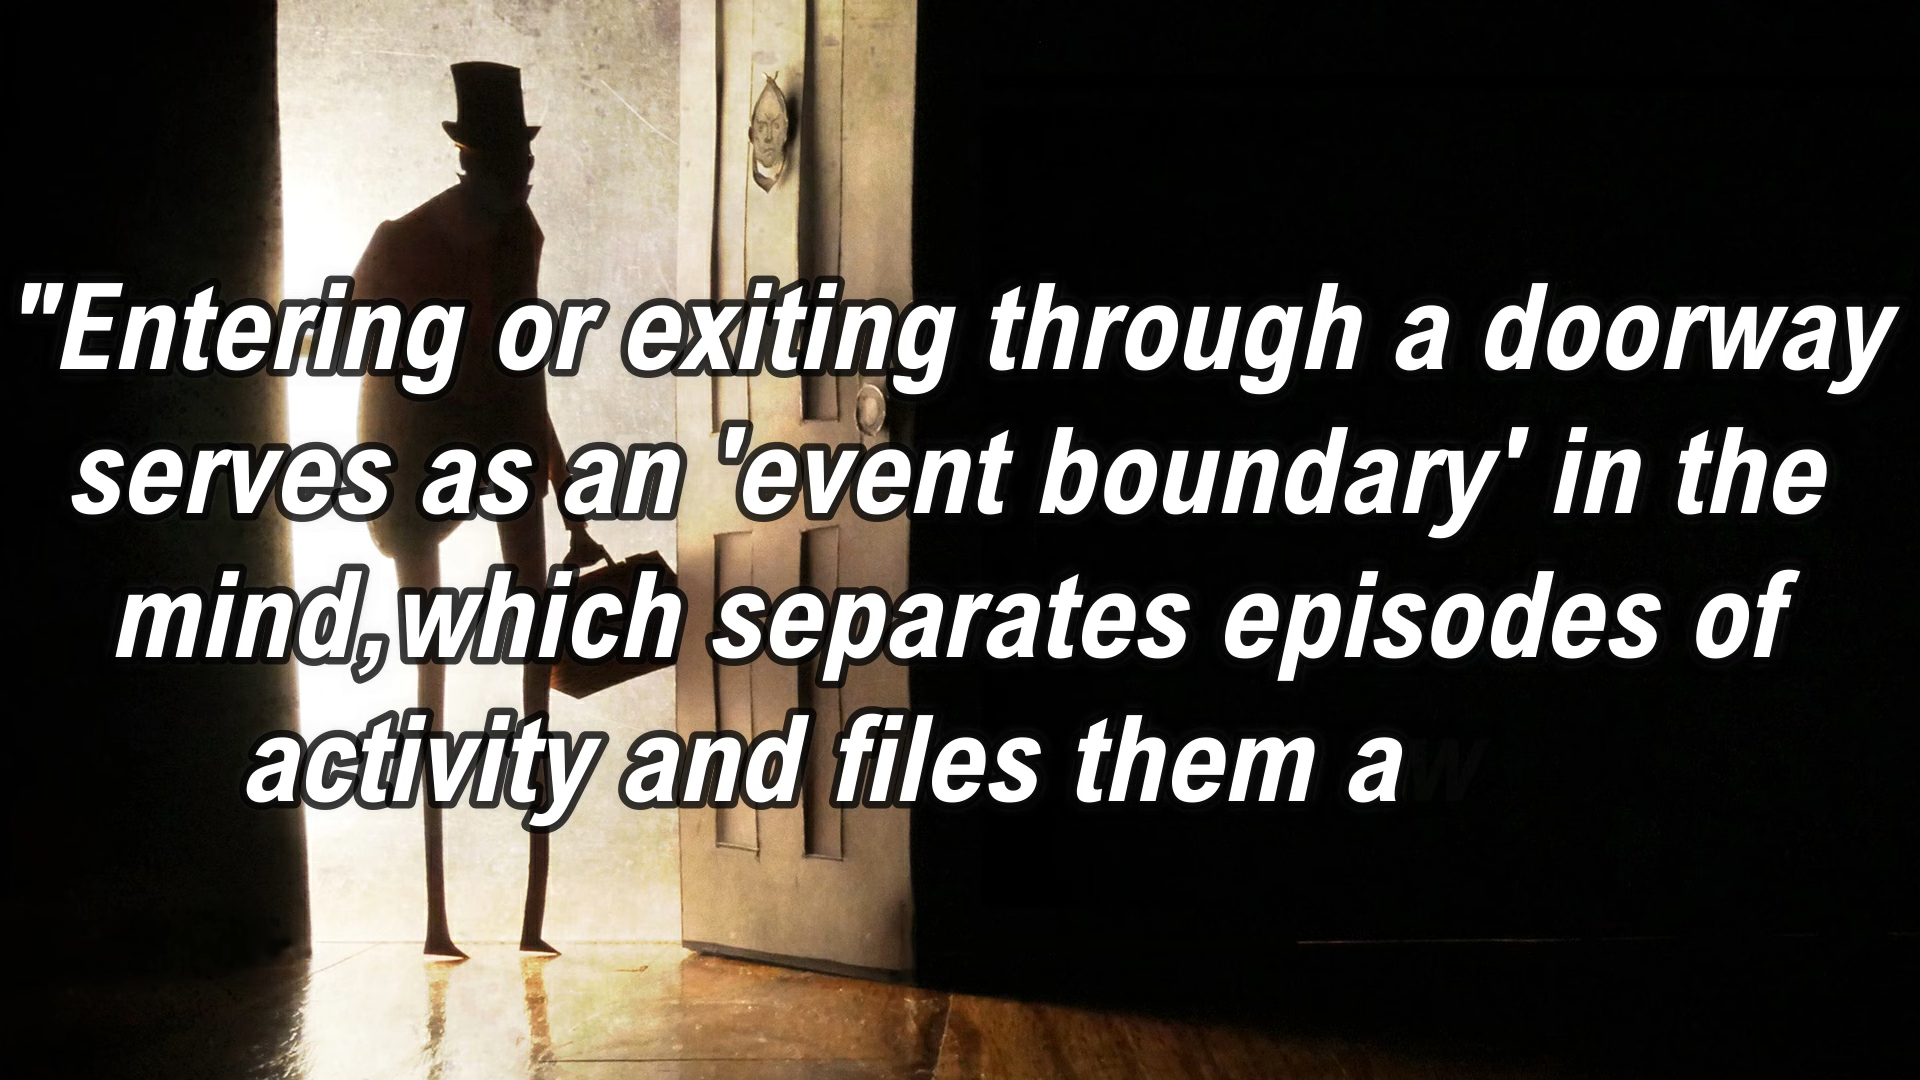 "Entering or exiting through a doorway
serves as an 'event boundary' in the
mind, which separates episodes of
activity and files them aw